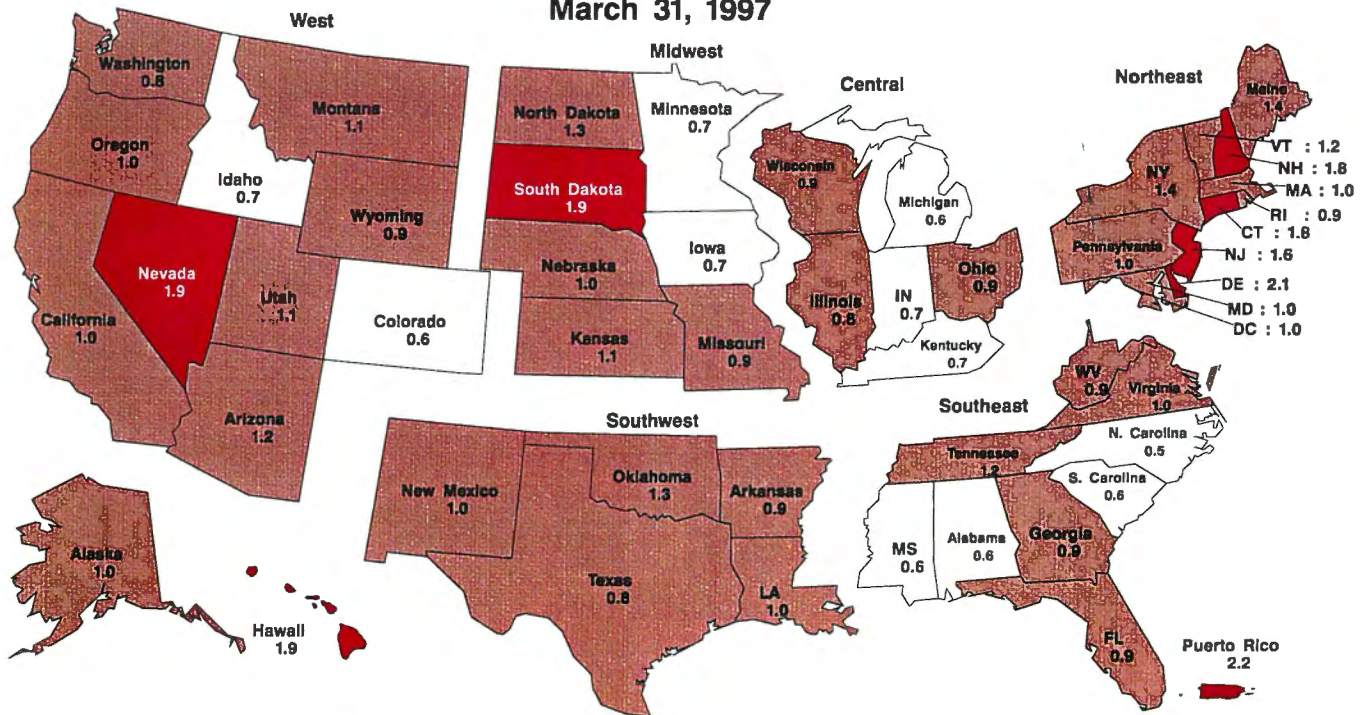 March 31, 1997
West
Midwest
Central
Northeast
Southwest
Southeast
Washington
0.8
Oregon
1.0
California
1.0
Idaho
0.7
Nevada
1.9
Montana
1.1
Wyoming
0.9
Utah
1.1
Colorado
0.6
Arizona
1.2
Alaska
1.0
Hawaii
1.9
North Dakota
1.3
South Dakota
1.9
Nebraska
1.0
Kansas
1.1
Minnesota
0.7
Iowa
0.7
Missouri
0.9
New Mexico
1.0
Oklahoma
1.3
Arkansas
0.9
Texas
0.8
LA
1.0
Wisconsin
0.9
Michigan
0.6
Illinois
0.8
IN
0.7
Ohio
0.9
Kentucky
0.7
Maine
1.4
NY
1.4
Pennsylvania
1.0
VT : 1.2
NH : 1.8
MA : 1.0
RI : 0.9
CT : 1.8
NJ : 1.6
DE : 2.1
MD : 1.0
DC : 1.0
WV
0.9
Virginia
1.0
N. Carolina
0.5
Tennessee
1.2
S. Carolina
0.6
MS
0.6
Alabama
0.6
Georgia
0.9
FL
0.9
Puerto Rico
2.2